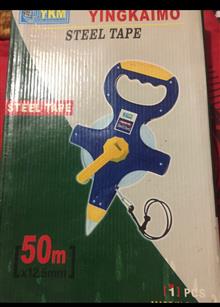 YKM
YINGKAIMO
STEEL TAPE
STEEL TAPE
[50m
x12.5mm]
[1] PCS